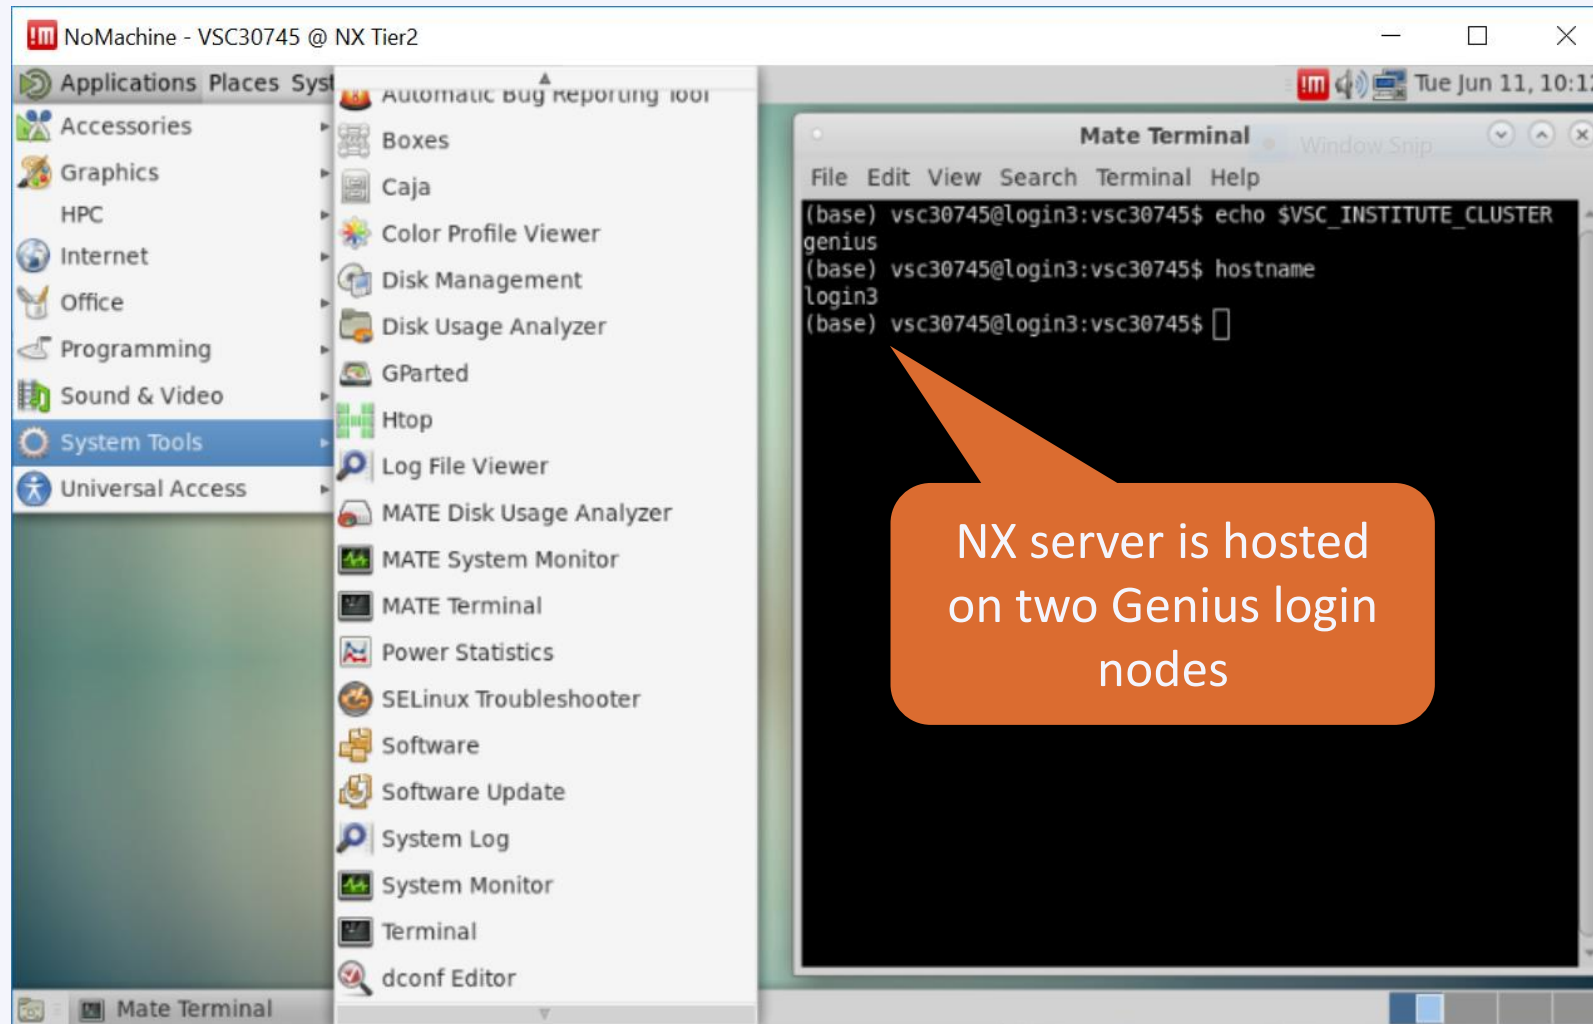 NoMachine - VSC30745 @ NX Tier2
Applications Places Syst
Tue Jun 11, 10:12
Accessories
Graphics
HPC
Internet
Office
Programming
Sound & Video
System Tools
Universal Access
Automatic Bug Reporting Tool
Boxes
Caja
Color Profile Viewer
Disk Management
Disk Usage Analyzer
GParted
Htop
Log File Viewer
MATE Disk Usage Analyzer
MATE System Monitor
MATE Terminal
Power Statistics
SELinux Troubleshooter
Software
Software Update
System Log
System Monitor
Terminal
dconf Editor
Mate Terminal
Window Snip
File Edit View Search Terminal Help
(base) vsc30745@login3:vsc30745$ echo $VSC_INSTITUTE_CLUSTER
genius
(base) vsc30745@login3:vsc30745$ hostname
login3
(base) vsc30745@login3:vsc30745$
NX server is hosted
on two Genius login
nodes
Mate Terminal